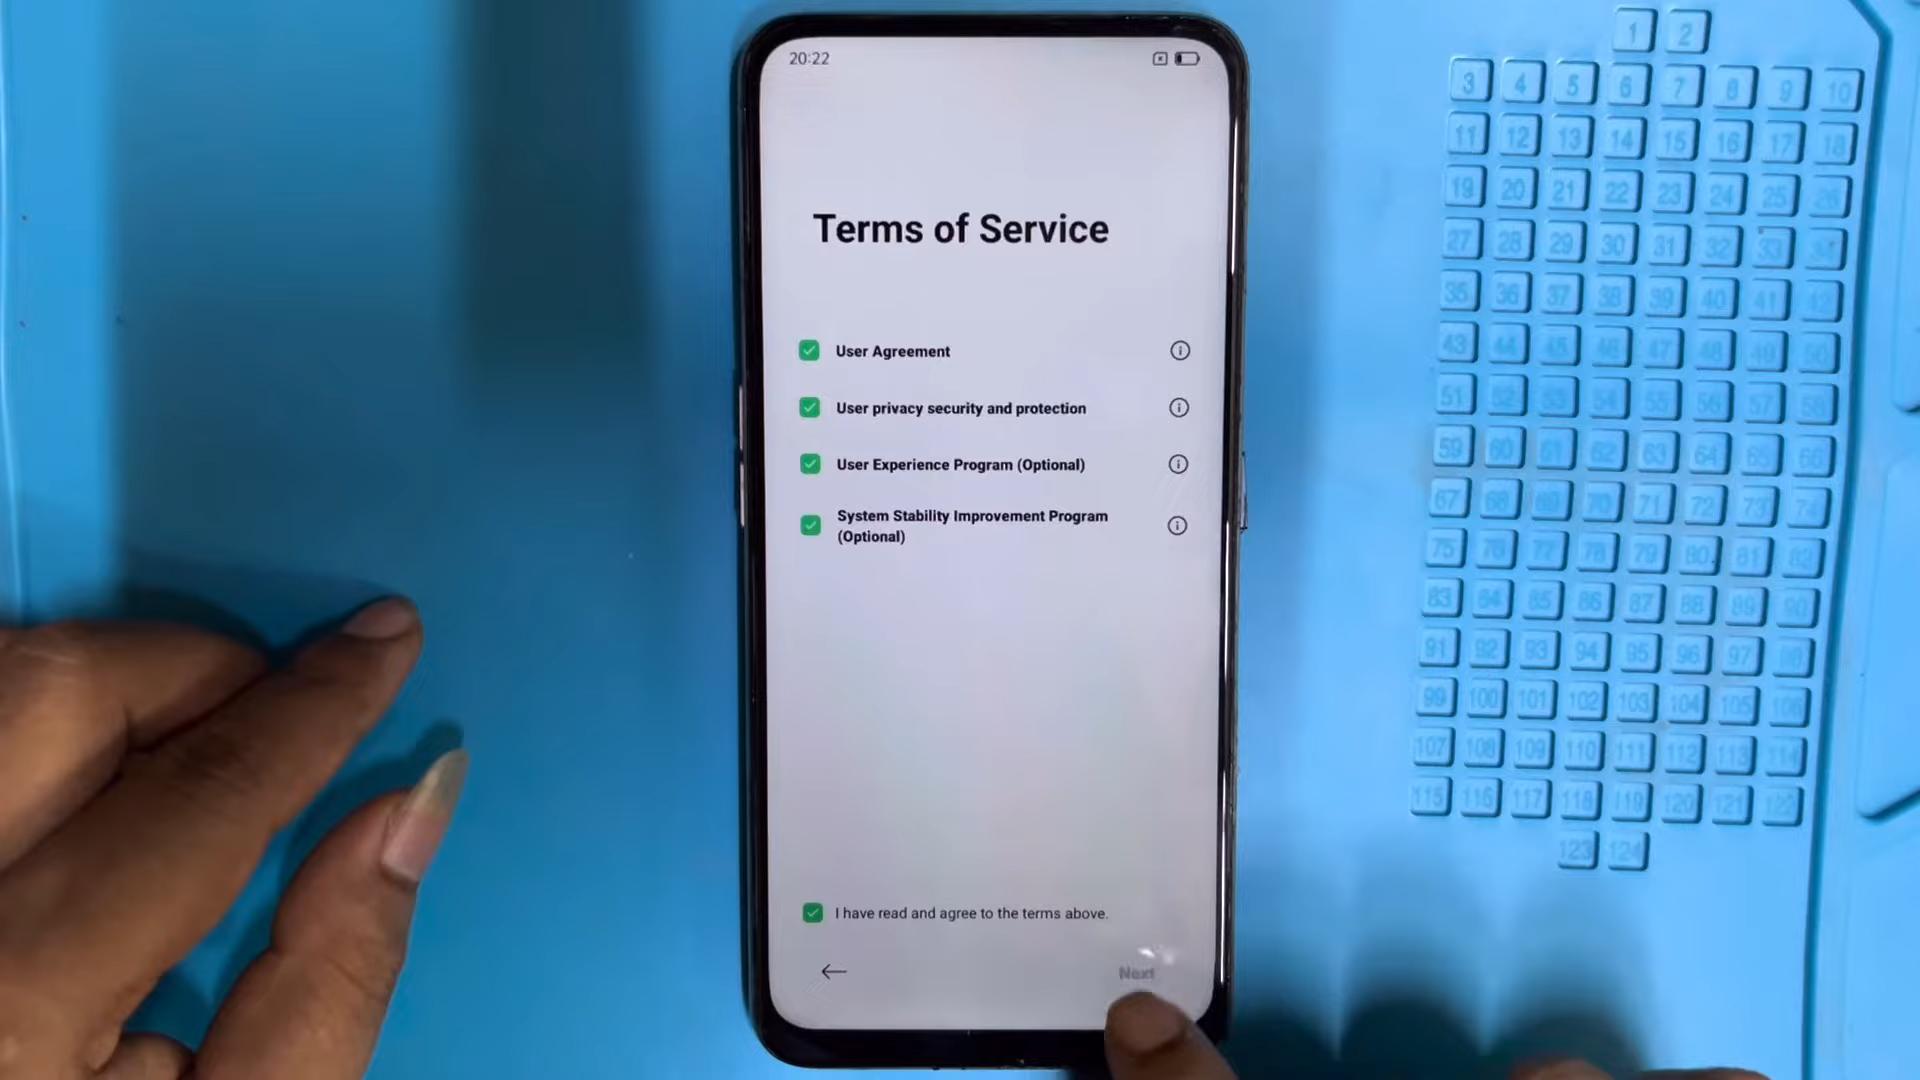 20:22
Terms of Service
User Agreement
User privacy security and protection
User Experience Program (Optional)
System Stability Improvement Program
(Optional)
I have read and agree to the terms above.
Next
1 2
3 4 5 6 7 8 9 10
11 12 13 14 15 16 17 18
19 20 21 22 23 24 25 26
27 28 29 30 31 32 33 34
35 36 37 38 39 40 41 42
43 44 45 46 47 48 49 50
51 52 53 54 55 56 57 58
59 60 61 62 63 64 65 66
67 68 69 70 71 72 73 74
75 76 77 78 79 80 81 82
83 84 85 86 87 88 89 90
91 92 93 94 95 96 97 98
99 100 101 102 103 104 105 106
107 108 109 110 111 112 113 114
115 116 117 118 119 120 121 122
123 124